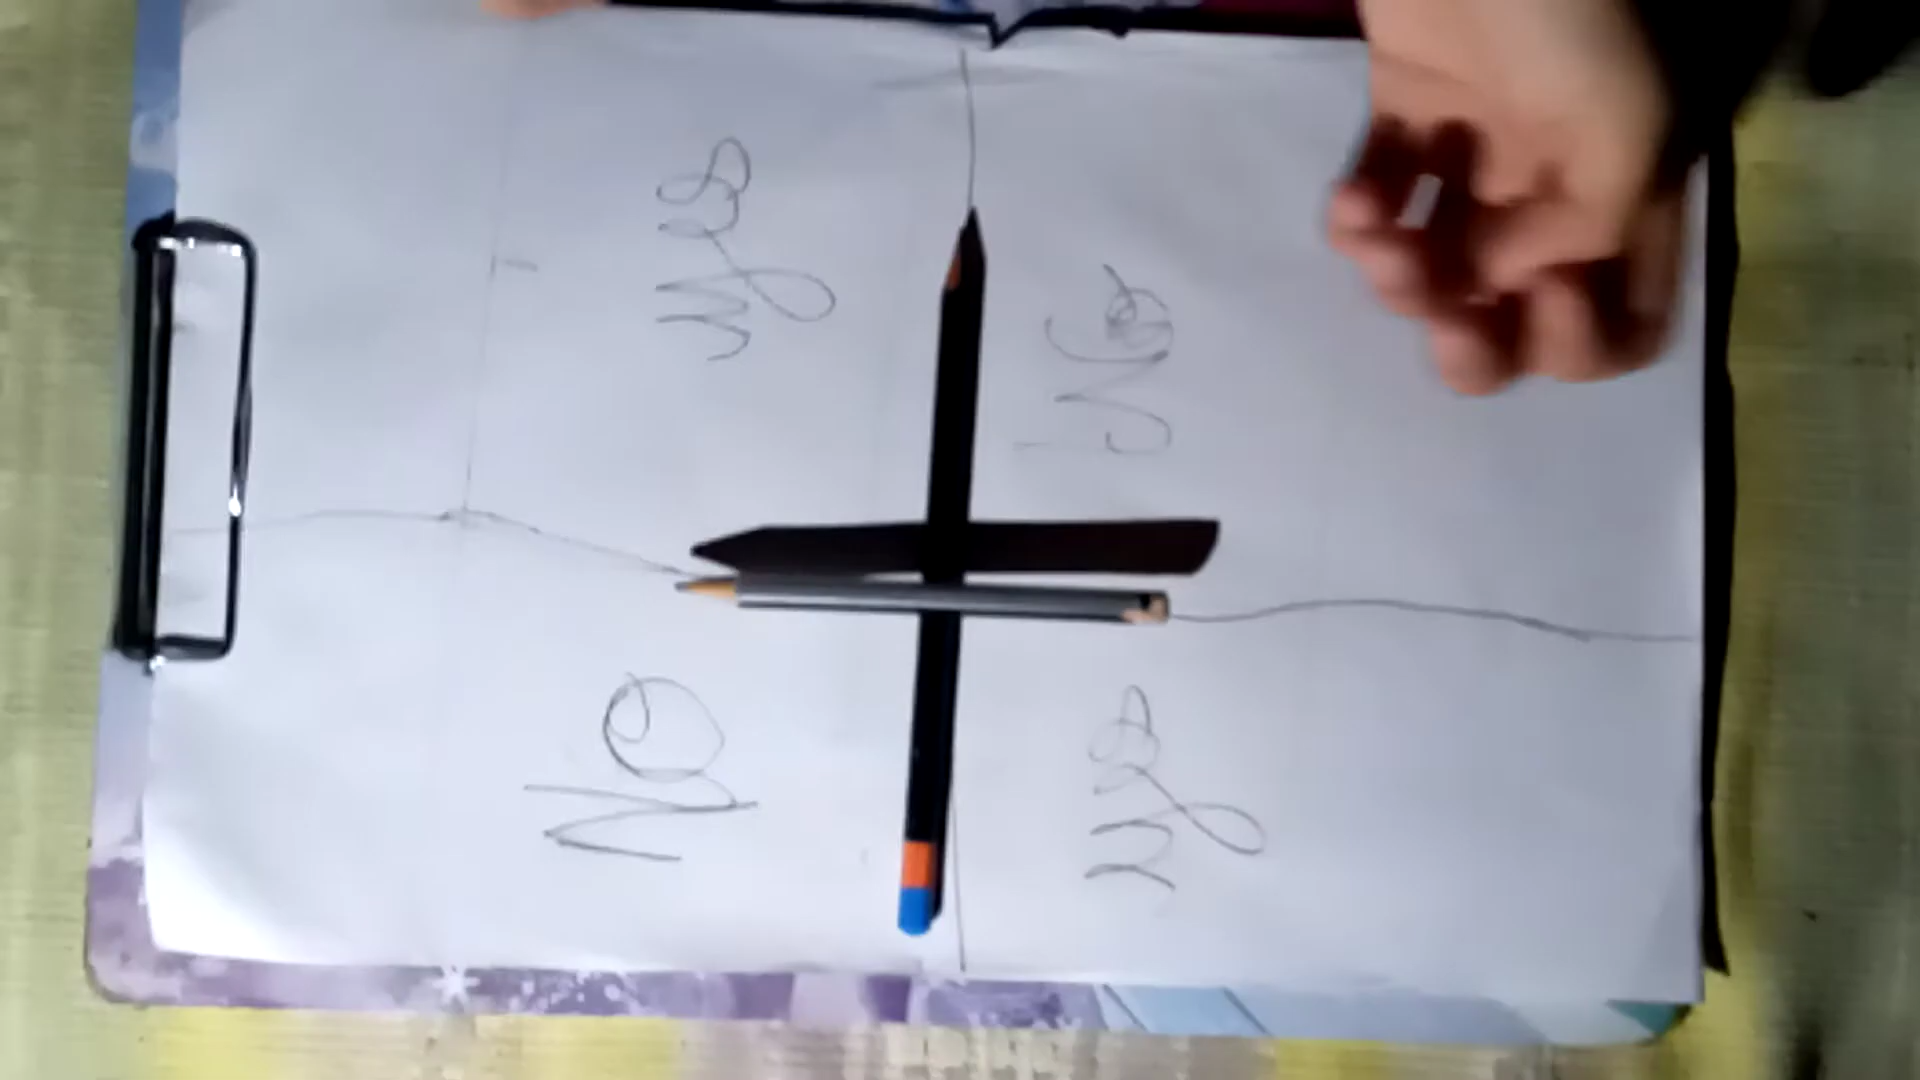 NO yes
yes NO